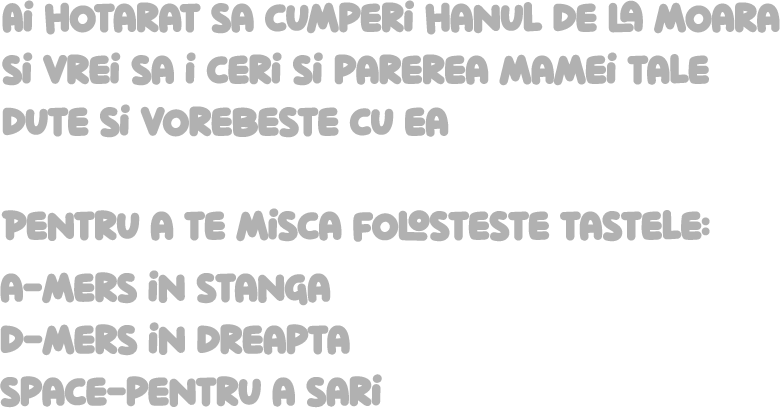 Ai HOTARAT SA CUMPERi HANUL DE LA MOARA
Si VREi SA i CERi Si PAREREA MAMEi TALE
DUTE Si VOREBESTE CU EA
PENTRU A TE MiSCA FOLOSTESTE TASTELE:
A-MERS iN STANGA
D-MERS iN DREAPTA
SPACE-PENTRU A SARi